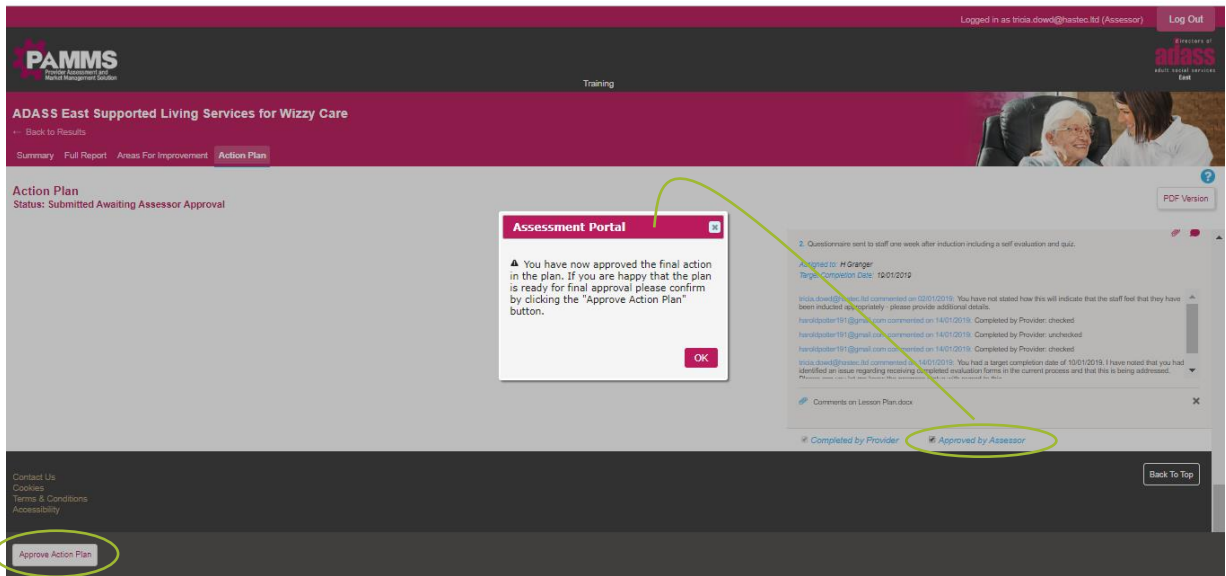 Logged in as tricia.dowd@hastec.ltd (Assessor)
Log Out
PAMMS
Provider Assessment and
Market Management Solution
Training
directors of
adass
adult social services
East
ADASS East Supported Living Services for Wizzy Care
← Back to Results
Summary Full Report Areas For Improvement Action Plan
Action Plan
Status: Submitted Awaiting Assessor Approval
?
PDF Version
Assessment Portal
You have now approved the final action
in the plan. If you are happy that the plan
is ready for final approval please confirm
by clicking the "Approve Action Plan"
button.
OK
2. Questionnaire sent to staff one week after induction including a self evaluation and quiz.
Assigned to: H Granger
Target Completion Date: 19/01/2019
tricia.dowd@hastec.ltd commented on 02/01/2019: You have not stated how this will indicate that the staff feel that they have
been inducted appropriately - please provide additional details.
haroldpotter191@gmail.com commented on 14/01/2019: Completed by Provider: checked
haroldpotter191@gmail.com commented on 14/01/2019: Completed by Provider: unchecked
haroldpotter191@gmail.com commented on 14/01/2019: Completed by Provider: checked
tricia.dowd@hastec.ltd commented on 14/01/2019: You had a target completion date of 10/01/2019. I have noted that you had
identified an issue regarding receiving completed evaluation forms in the current process and that this is being addressed.
Comments on Lesson Plan.docx
Completed by Provider Approved by Assessor
Contact Us
Cookies
Terms & Conditions
Accessibility
Back To Top
Approve Action Plan